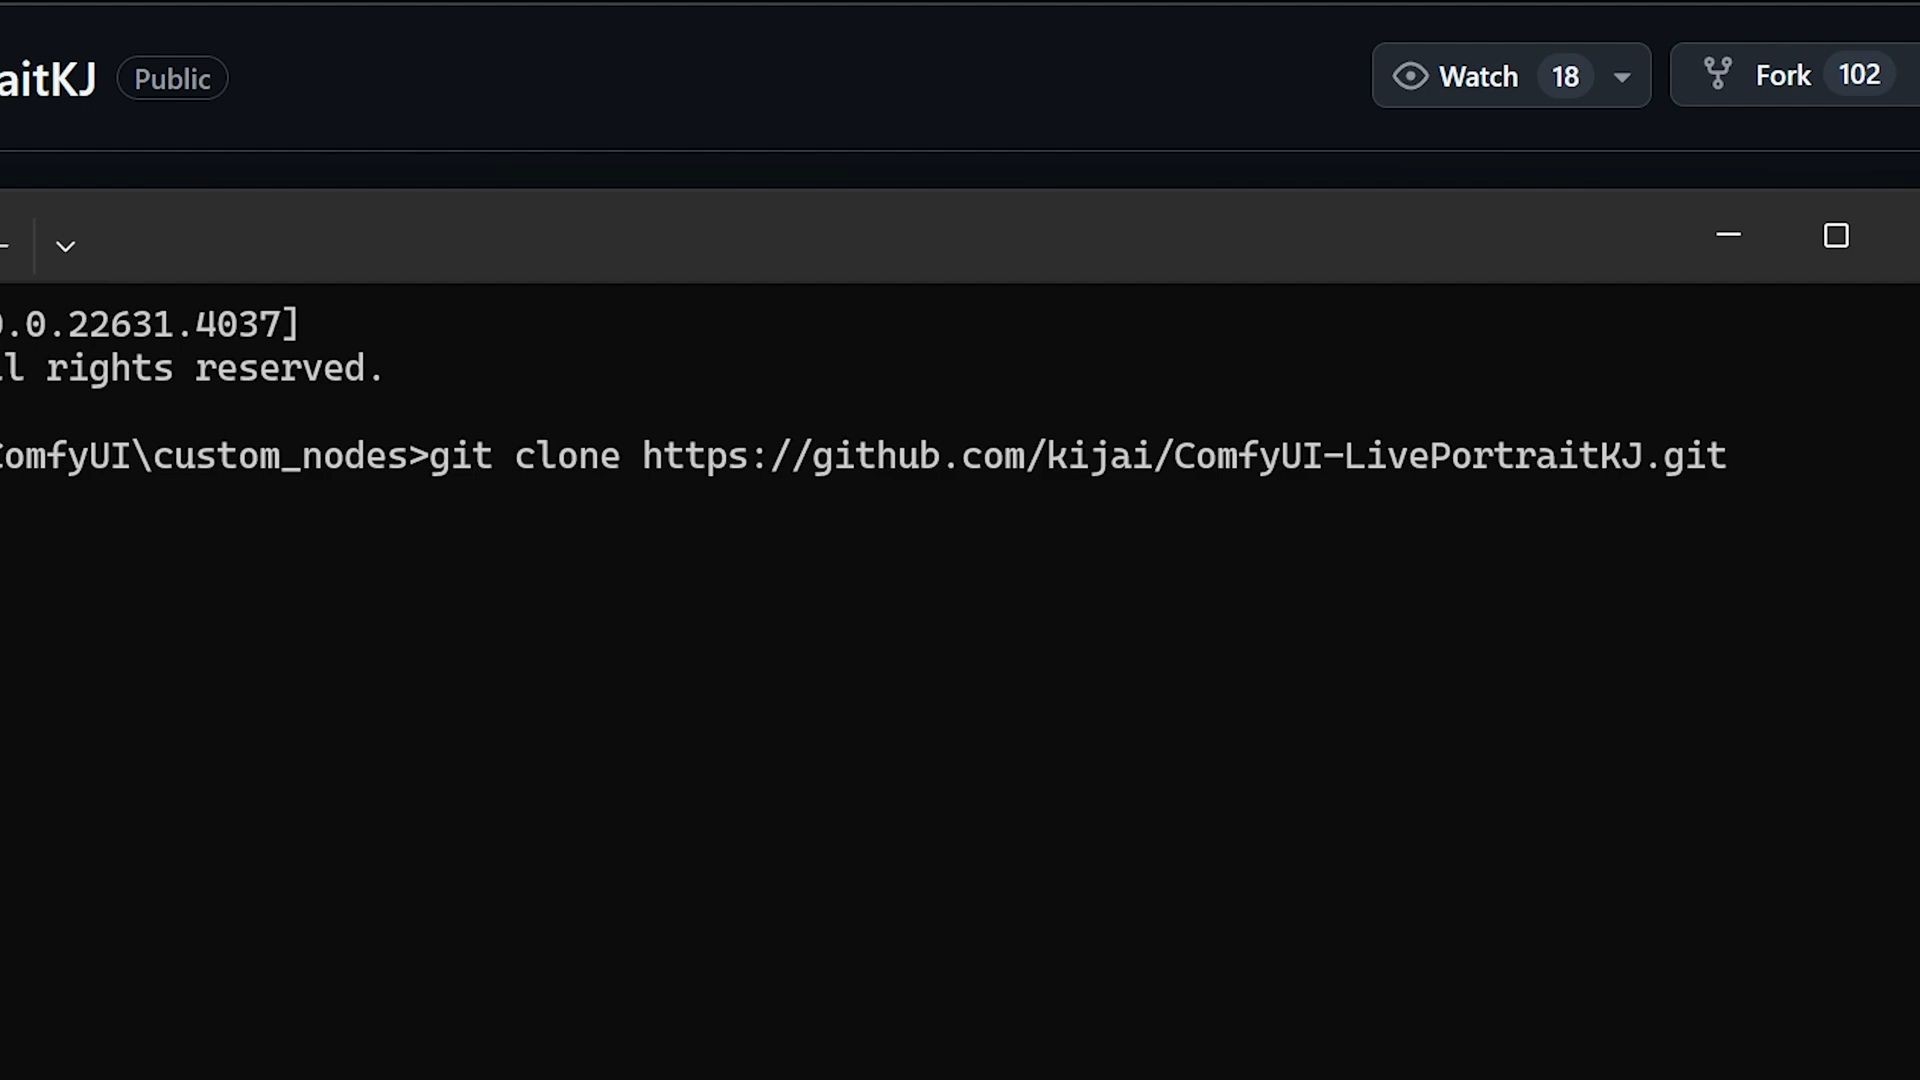 aitKJ Public Watch 18 Fork 102
.0.22631.4037]
l rights reserved.
ComfyUI\custom_nodes>git clone https://github.com/kijai/ComfyUI-LivePortraitKJ.git